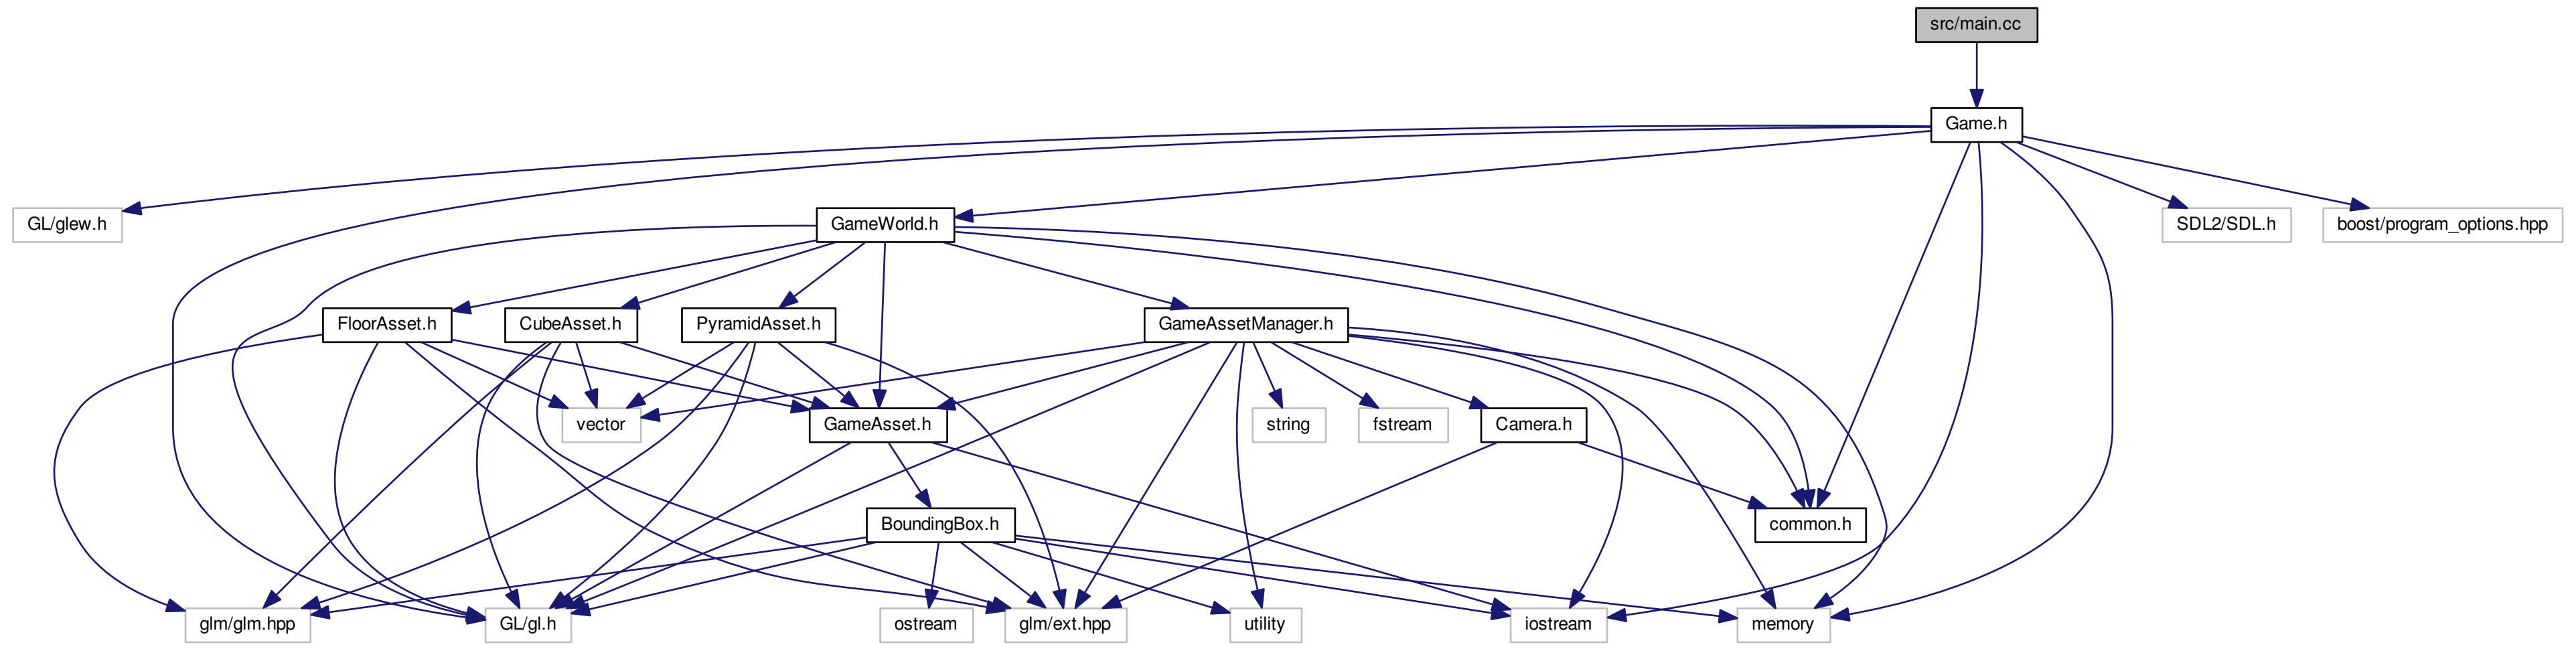 src/main.cc
Game.h
GL/glew.h
GameWorld.h
SDL2/SDL.h
boost/program_options.hpp
FloorAsset.h
CubeAsset.h
PyramidAsset.h
GameAssetManager.h
vector
GameAsset.h
string
fstream
Camera.h
BoundingBox.h
common.h
glm/glm.hpp
GL/gl.h
ostream
glm/ext.hpp
utility
iostream
memory